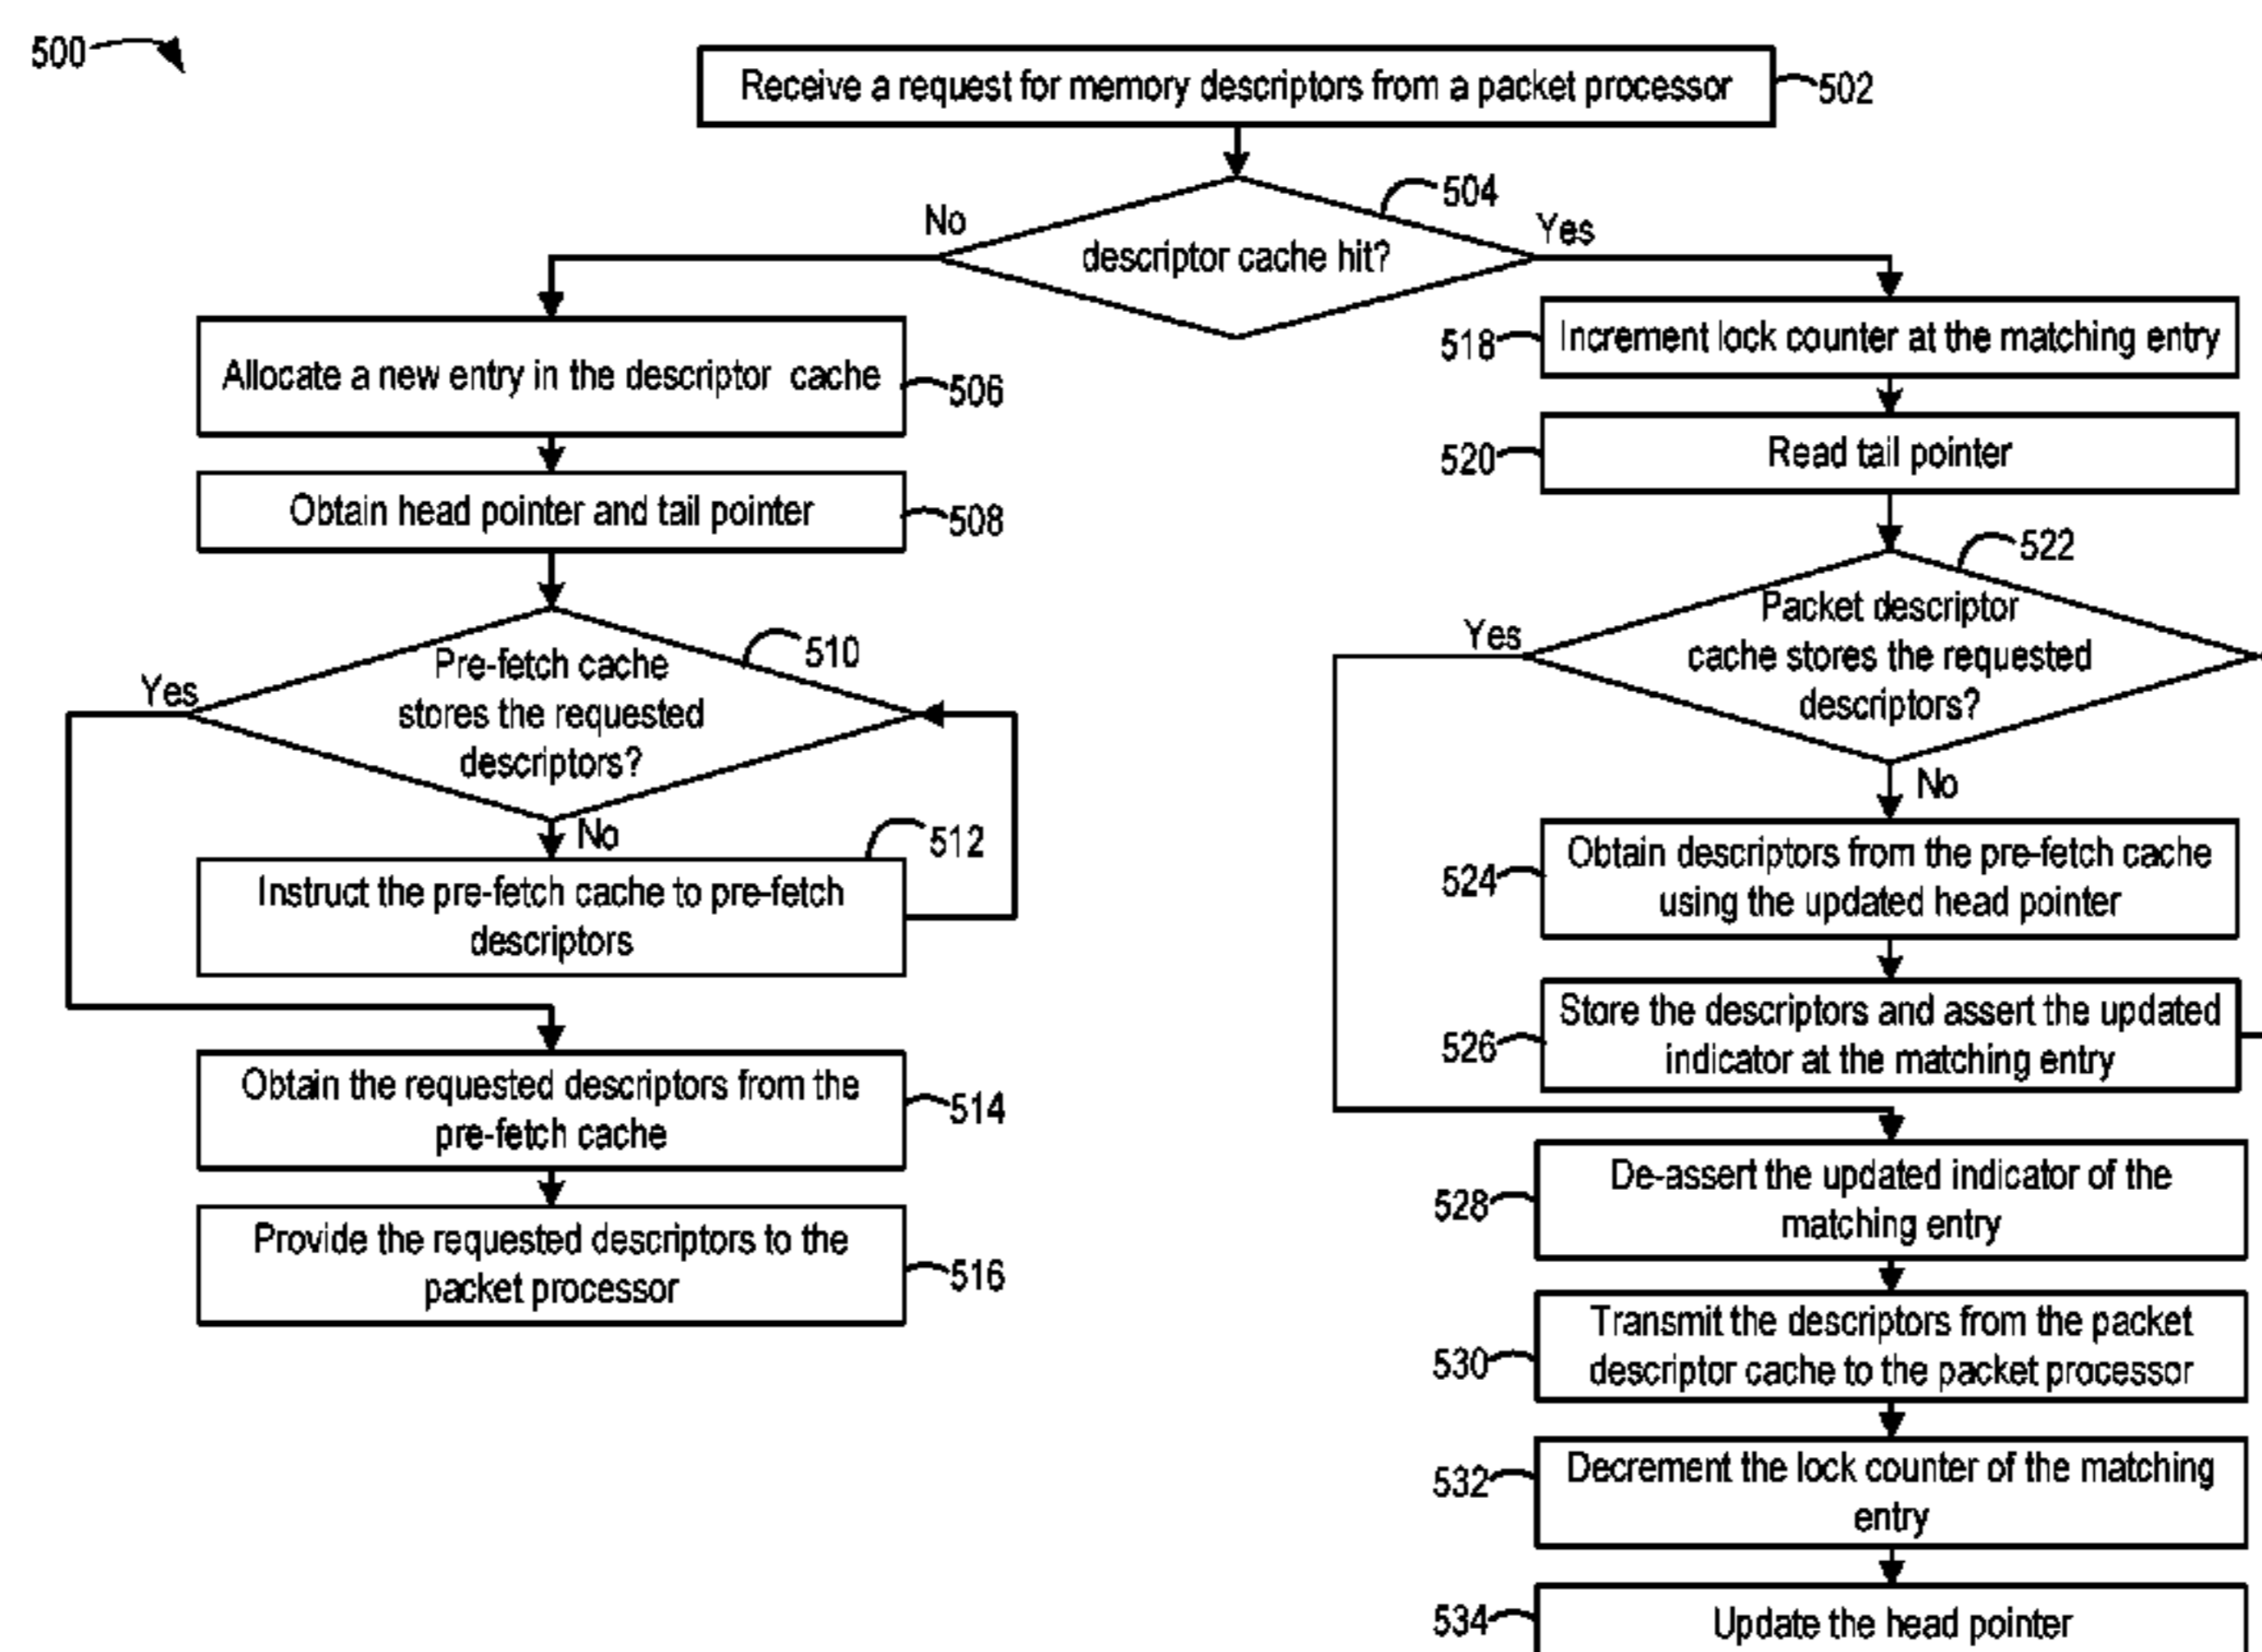 500
Receive a request for memory descriptors from a packet processor
502
504
No
descriptor cache hit?
Yes
Allocate a new entry in the descriptor cache
506
Obtain head pointer and tail pointer
508
510
Pre-fetch cache
stores the requested
descriptors?
Yes
No
512
Instruct the pre-fetch cache to pre-fetch
descriptors
Obtain the requested descriptors from the
pre-fetch cache
514
Provide the requested descriptors to the
packet processor
516
518
Increment lock counter at the matching entry
520
Read tail pointer
522
Yes
Packet descriptor
cache stores the requested
descriptors?
No
524
Obtain descriptors from the pre-fetch cache
using the updated head pointer
526
Store the descriptors and assert the updated
indicator at the matching entry
528
De-assert the updated indicator of the
matching entry
530
Transmit the descriptors from the packet
descriptor cache to the packet processor
532
Decrement the lock counter of the matching
entry
534
Update the head pointer